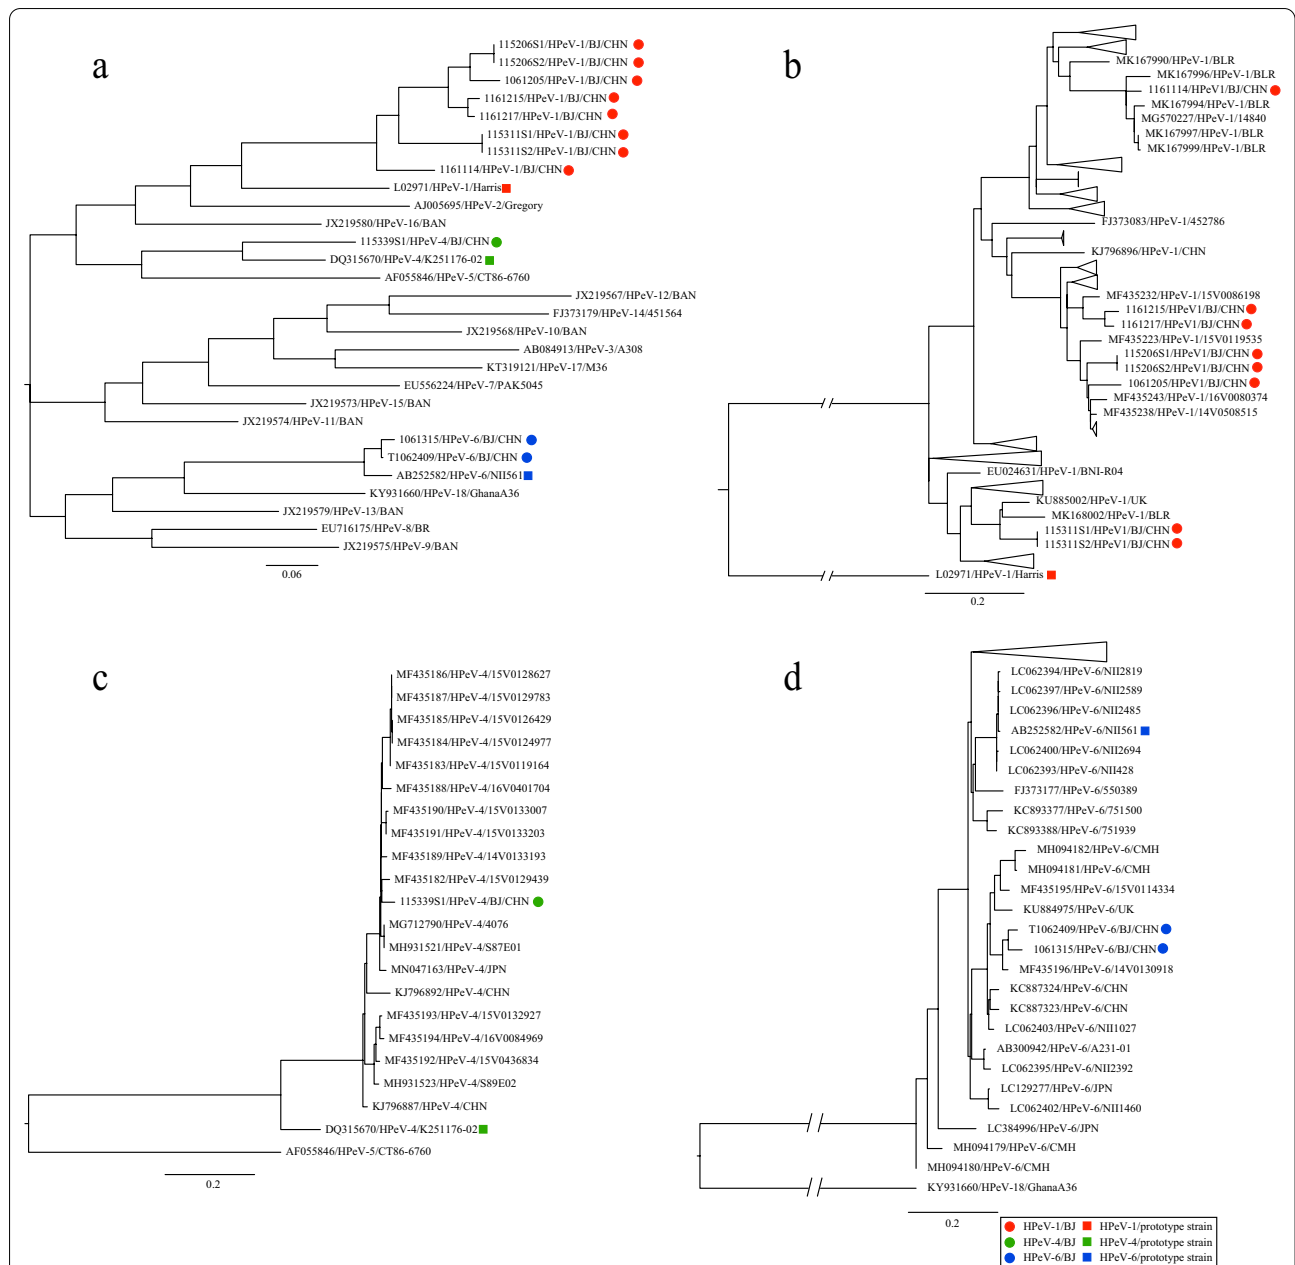 a
115206S1/HPeV-1/BJ/CHN
115206S2/HPeV-1/BJ/CHN
1061205/HPeV-1/BJ/CHN
1161215/HPeV-1/BJ/CHN
1161217/HPeV-1/BJ/CHN
115311S1/HPeV-1/BJ/CHN
115311S2/HPeV-1/BJ/CHN
1161114/HPeV-1/BJ/CHN
L02971/HPeV-1/Harris
AJ005695/HPeV-2/Gregory
JX219580/HPeV-16/BAN
115339S1/HPeV-4/BJ/CHN
DQ315670/HPeV-4/K251176-02
AF055846/HPeV-5/CT86-6760
JX219567/HPeV-12/BAN
FJ373179/HPeV-14/451564
JX219568/HPeV-10/BAN
AB084913/HPeV-3/A308
KT319121/HPeV-17/M36
EU556224/HPeV-7/PAK5045
JX219573/HPeV-15/BAN
JX219574/HPeV-11/BAN
1061315/HPeV-6/BJ/CHN
T1062409/HPeV-6/BJ/CHN
AB252582/HPeV-6/NII561
KY931660/HPeV-18/GhanaA36
JX219579/HPeV-13/BAN
EU716175/HPeV-8/BR
JX219575/HPeV-9/BAN
0.06
b
MK167990/HPeV-1/BLR
MK167996/HPeV-1/BLR
1161114/HPeV1/BJ/CHN
MK167994/HPeV-1/BLR
MG570227/HPeV-1/14840
MK167997/HPeV-1/BLR
MK167999/HPeV-1/BLR
FJ373083/HPeV-1/452786
KJ796896/HPeV-1/CHN
MF435232/HPeV-1/15V0086198
1161215/HPeV1/BJ/CHN
1161217/HPeV1/BJ/CHN
MF435223/HPeV-1/15V0119535
115206S1/HPeV1/BJ/CHN
115206S2/HPeV1/BJ/CHN
1061205/HPeV1/BJ/CHN
MF435243/HPeV-1/16V0080374
MF435238/HPeV-1/14V0508515
EU024631/HPeV-1/BNI-R04
KU885002/HPeV-1/UK
MK168002/HPeV-1/BLR
115311S1/HPeV1/BJ/CHN
115311S2/HPeV1/BJ/CHN
L02971/HPeV-1/Harris
0.2
c
MF435186/HPeV-4/15V0128627
MF435187/HPeV-4/15V0129783
MF435185/HPeV-4/15V0126429
MF435184/HPeV-4/15V0124977
MF435183/HPeV-4/15V0119164
MF435188/HPeV-4/16V0401704
MF435190/HPeV-4/15V0133007
MF435191/HPeV-4/15V0133203
MF435189/HPeV-4/14V0133193
MF435182/HPeV-4/15V0129439
115339S1/HPeV-4/BJ/CHN
MG712790/HPeV-4/4076
MH931521/HPeV-4/S87E01
MN047163/HPeV-4/JPN
KJ796892/HPeV-4/CHN
MF435193/HPeV-4/15V0132927
MF435194/HPeV-4/16V0084969
MF435192/HPeV-4/15V0436834
MH931523/HPeV-4/S89E02
KJ796887/HPeV-4/CHN
DQ315670/HPeV-4/K251176-02
AF055846/HPeV-5/CT86-6760
0.2
d
LC062394/HPeV-6/NII2819
LC062397/HPeV-6/NII2589
LC062396/HPeV-6/NII2485
AB252582/HPeV-6/NII561
LC062400/HPeV-6/NII2694
LC062393/HPeV-6/NII428
FJ373177/HPeV-6/550389
KC893377/HPeV-6/751500
KC893388/HPeV-6/751939
MH094182/HPeV-6/CMH
MH094181/HPeV-6/CMH
MF435195/HPeV-6/15V0114334
KU884975/HPeV-6/UK
T1062409/HPeV-6/BJ/CHN
1061315/HPeV-6/BJ/CHN
MF435196/HPeV-6/14V0130918
KC887324/HPeV-6/CHN
KC887323/HPeV-6/CHN
LC062403/HPeV-6/NII1027
AB300942/HPeV-6/A231-01
LC062395/HPeV-6/NII2392
LC129277/HPeV-6/JPN
LC062402/HPeV-6/NII1460
LC384996/HPeV-6/JPN
MH094179/HPeV-6/CMH
MH094180/HPeV-6/CMH
KY931660/HPeV-18/GhanaA36
0.2
HPeV-1/BJ HPeV-1/prototype strain
HPeV-4/BJ HPeV-4/prototype strain
HPeV-6/BJ HPeV-6/prototype strain